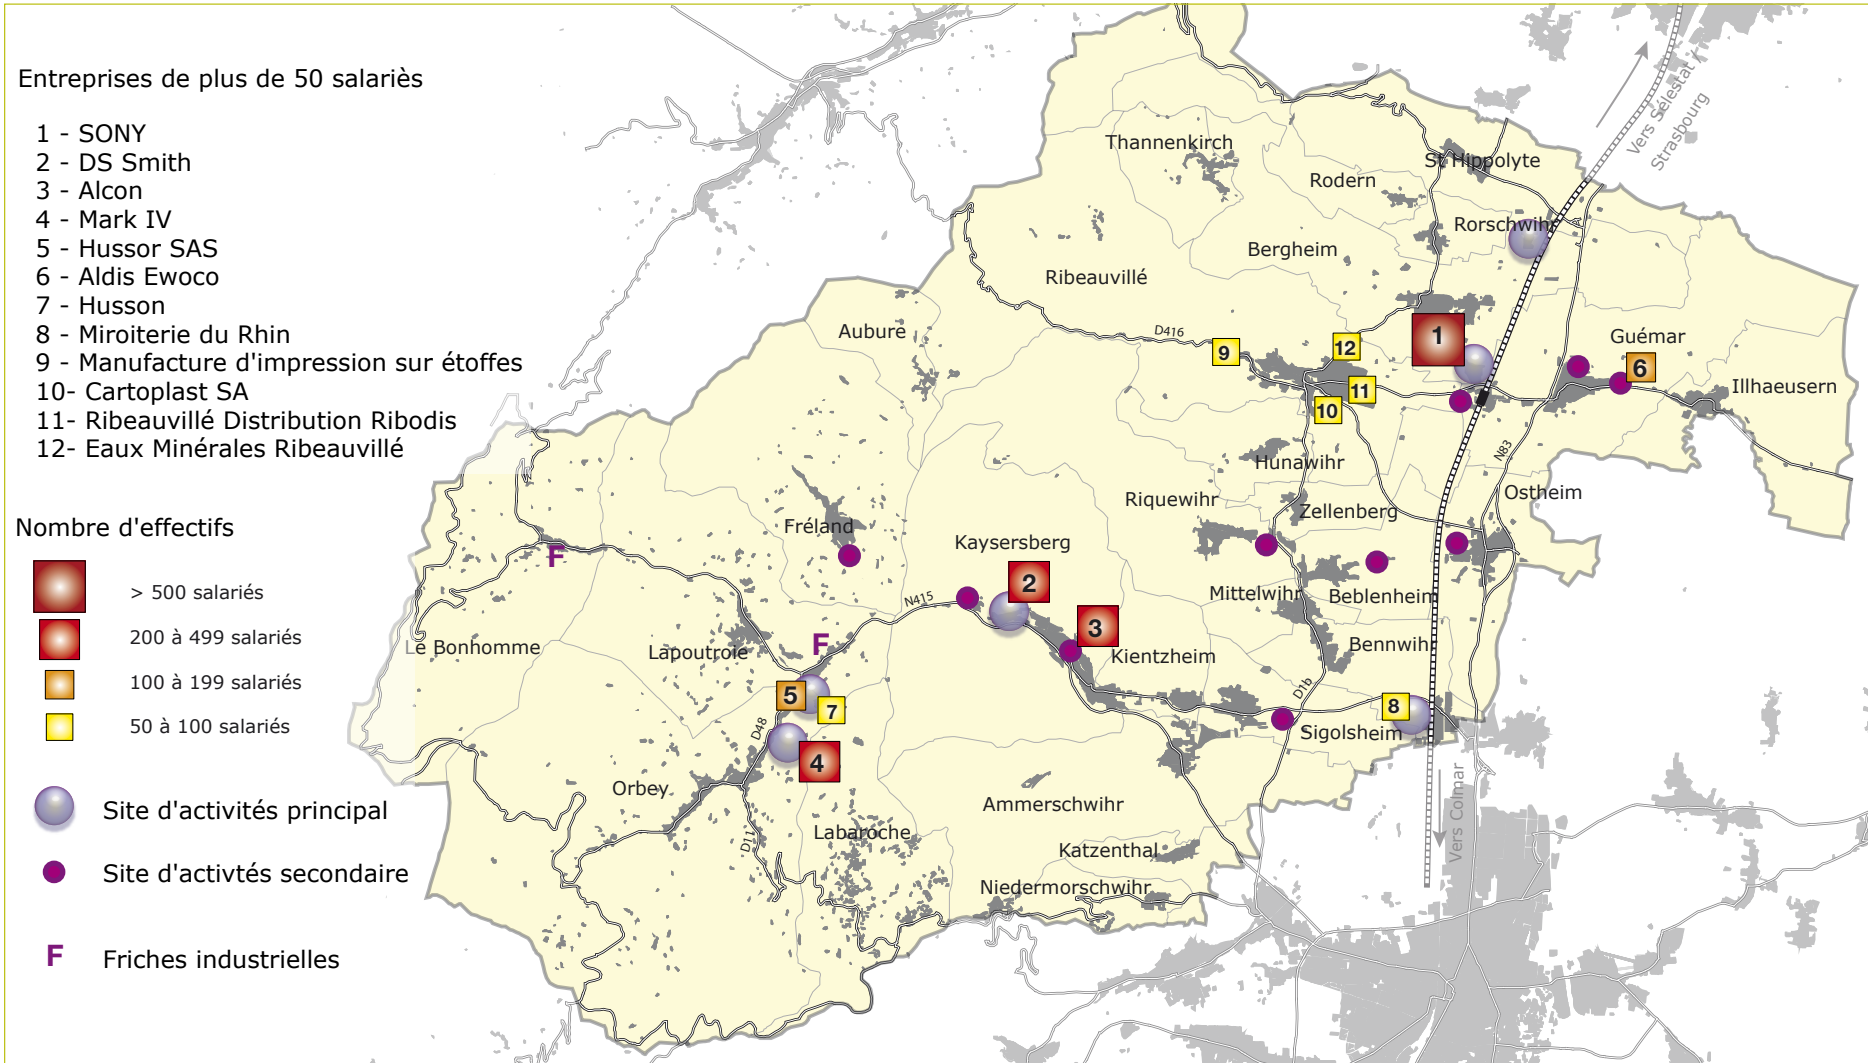 Entreprises de plus de 50 salariès
1 - SONY
2 - DS Smith
3 - Alcon
4 - Mark IV
5 - Hussor SAS
6 - Aldis Ewoco
7 - Husson
8 - Miroiterie du Rhin
9 - Manufacture d'impression sur étoffes
10- Cartoplast SA
11- Ribeauvillé Distribution Ribodis
12- Eaux Minérales Ribeauvillé
Nombre d'effectifs
> 500 salariés
200 à 499 salariés
100 à 199 salariés
50 à 100 salariés
Site d'activités principal
Site d'activtés secondaire
F Friches industrielles
Vers Sélestat /
Strasbourg
Thannenkirch
St Hippolyte
Rodern
Rorschwihr
Bergheim
Ribeauvillé
Aubure
D416
9
12
1
Guémar
6
Illhaeusern
11
10
N83
Hunawihr
Ostheim
Riquewihr
Zellenberg
Fréland
F
Kaysersberg
2
N415
Mittelwihr
Beblenheim
3
Le Bonhomme
Lapoutroie
F
Kientzheim
Bennwihr
5
7
D1b
8
Sigolsheim
D48
4
Orbey
Ammerschwihr
Vers Colmar
Labaroche
D11
Katzenthal
Niedermorschwihr